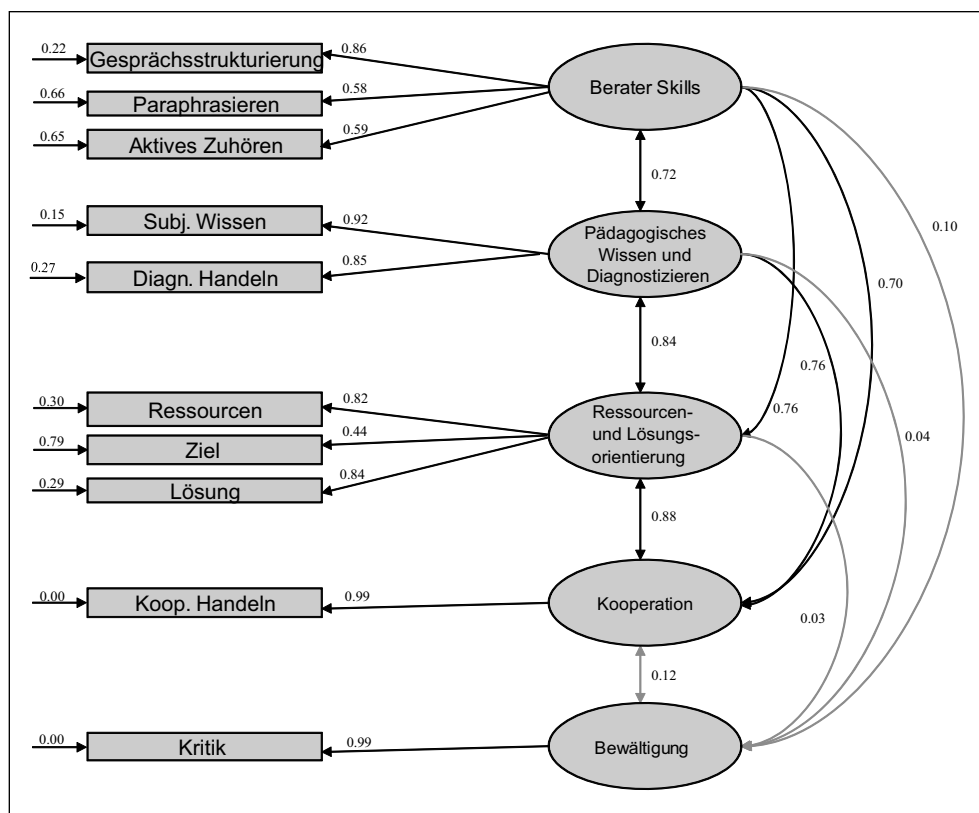 0.22
Gesprächsstrukturierung
0.86
Berater Skills
0.66
Paraphrasieren
0.58
0.65
Aktives Zuhören
0.59
0.72
0.15
Subj. Wissen
0.92
Pädagogisches
Wissen und
Diagnostizieren
0.10
0.27
Diagn. Handeln
0.85
0.70
0.84
0.76
0.30
Ressourcen
0.82
Ressourcen-
und Lösungs-
orientierung
0.76
0.79
Ziel
0.44
0.04
0.29
Lösung
0.84
0.88
0.00
Koop. Handeln
0.99
Kooperation
0.03
0.12
0.00
Kritik
0.99
Bewältigung